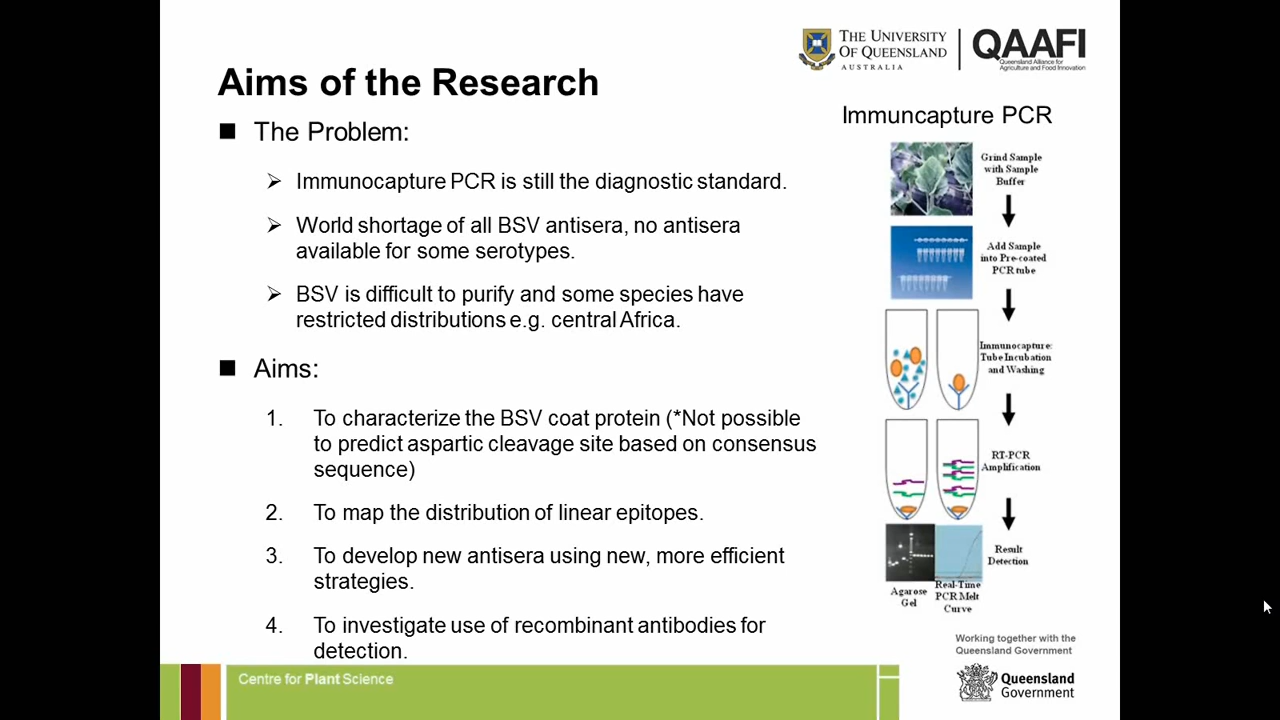 THE UNIVERSITY
OF QUEENSLAND
AUSTRALIA
QAAFI
Queensland Alliance for
Agriculture and Food Innovation
Aims of the Research
The Problem:
Immunocapture PCR is still the diagnostic standard.
World shortage of all BSV antisera, no antisera
available for some serotypes.
BSV is difficult to purify and some species have
restricted distributions e.g. central Africa.
Aims:
1. To characterize the BSV coat protein (*Not possible
to predict aspartic cleavage site based on consensus
sequence)
2. To map the distribution of linear epitopes.
3. To develop new antisera using new, more efficient
strategies.
4. To investigate use of recombinant antibodies for
detection.
Immuncapture PCR
Grind Sample
with Sample
Buffer
Add Sample
into Pre-coated
PCR tube
Immunocapture:
Tube Incubation
and Washing
RT-PCR
Amplification
Result
Detection
Agarose
Gel
Real-Time
PCR Melt
Curve
Working together with the
Queensland Government
Queensland
Government
Centre for Plant Science